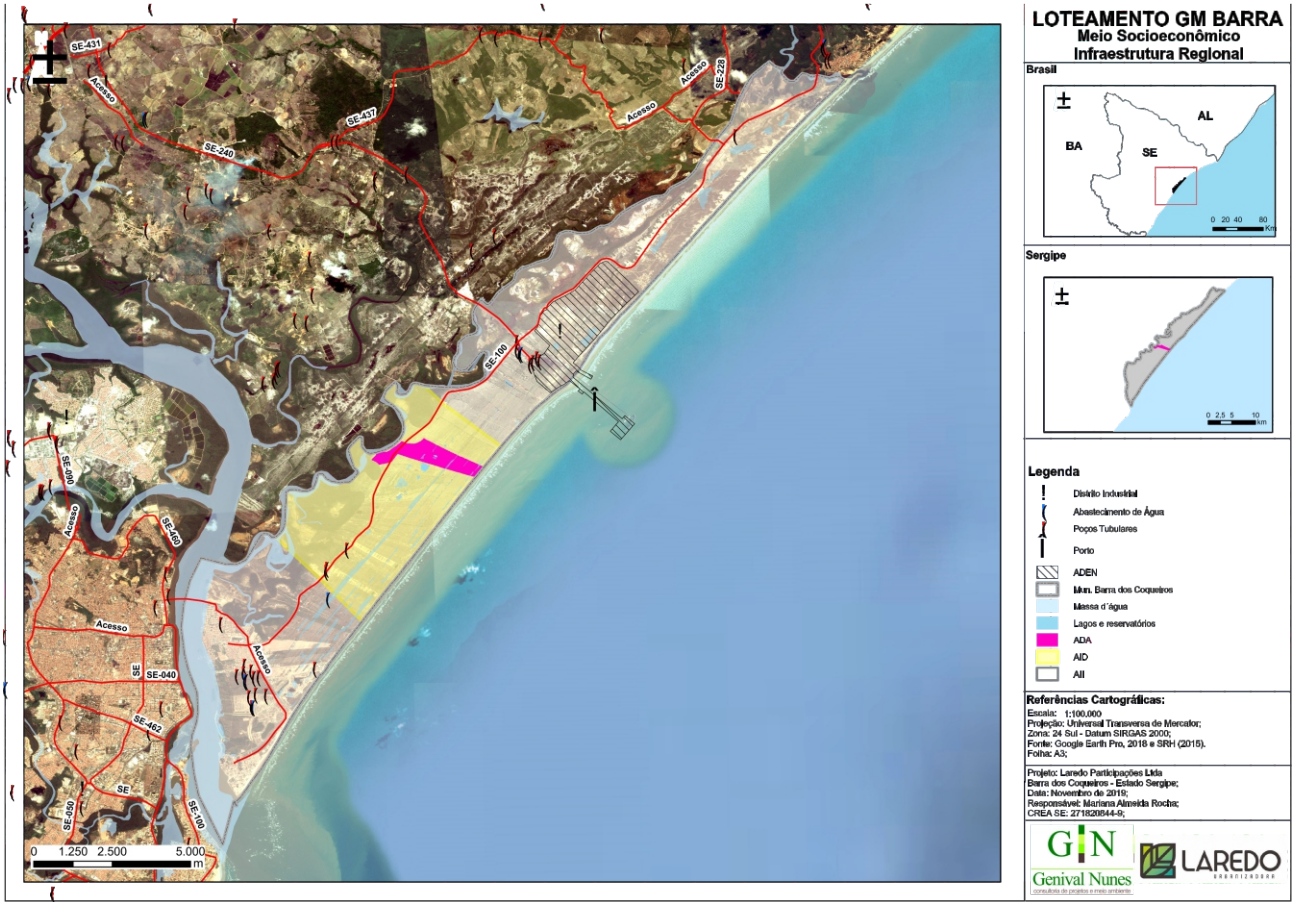 LOTEAMENTO GM BARRA
Meio Socioeconômico
Infraestrutura Regional
Brasil
AL
BA
SE
0 20 40 80
Km
Sergipe
0 2,5 5 10
km
Legenda
Distrito Industrial
Abastecimento de Água
Poços Tubulares
Porto
ADEN
Mun. Barra dos Coqueiros
Massa d'água
Lagos e reservatórios
ADA
AID
AII
Referências Cartográficas:
Escala: 1:100.000
Projeção: Universal Transversa de Mercator;
Zona: 24 Sul - Datum SIRGAS 2000;
Fonte: Google Earth Pro, 2018 e SRH (2015).
Folha: A3;
Projeto: Laredo Participações Ltda
Barra dos Coqueiros - Estado Sergipe;
Data: Novembro de 2019;
Responsável: Mariana Almeida Rocha;
CREA SE: 271820844-9;
GN
Genival Nunes
consultoria de projetos e meio ambiente
LAREDO
URBANIZADORA
SE-431
Acesso
SE-240
SE-437
Acesso
Acesso
SE-228
SE-100
SE-090
Acesso
SE-460
Acesso
SE
SE-040
Acesso
SE-462
SE
SE-050
SE-100
0 1.250 2.500 5.000
m